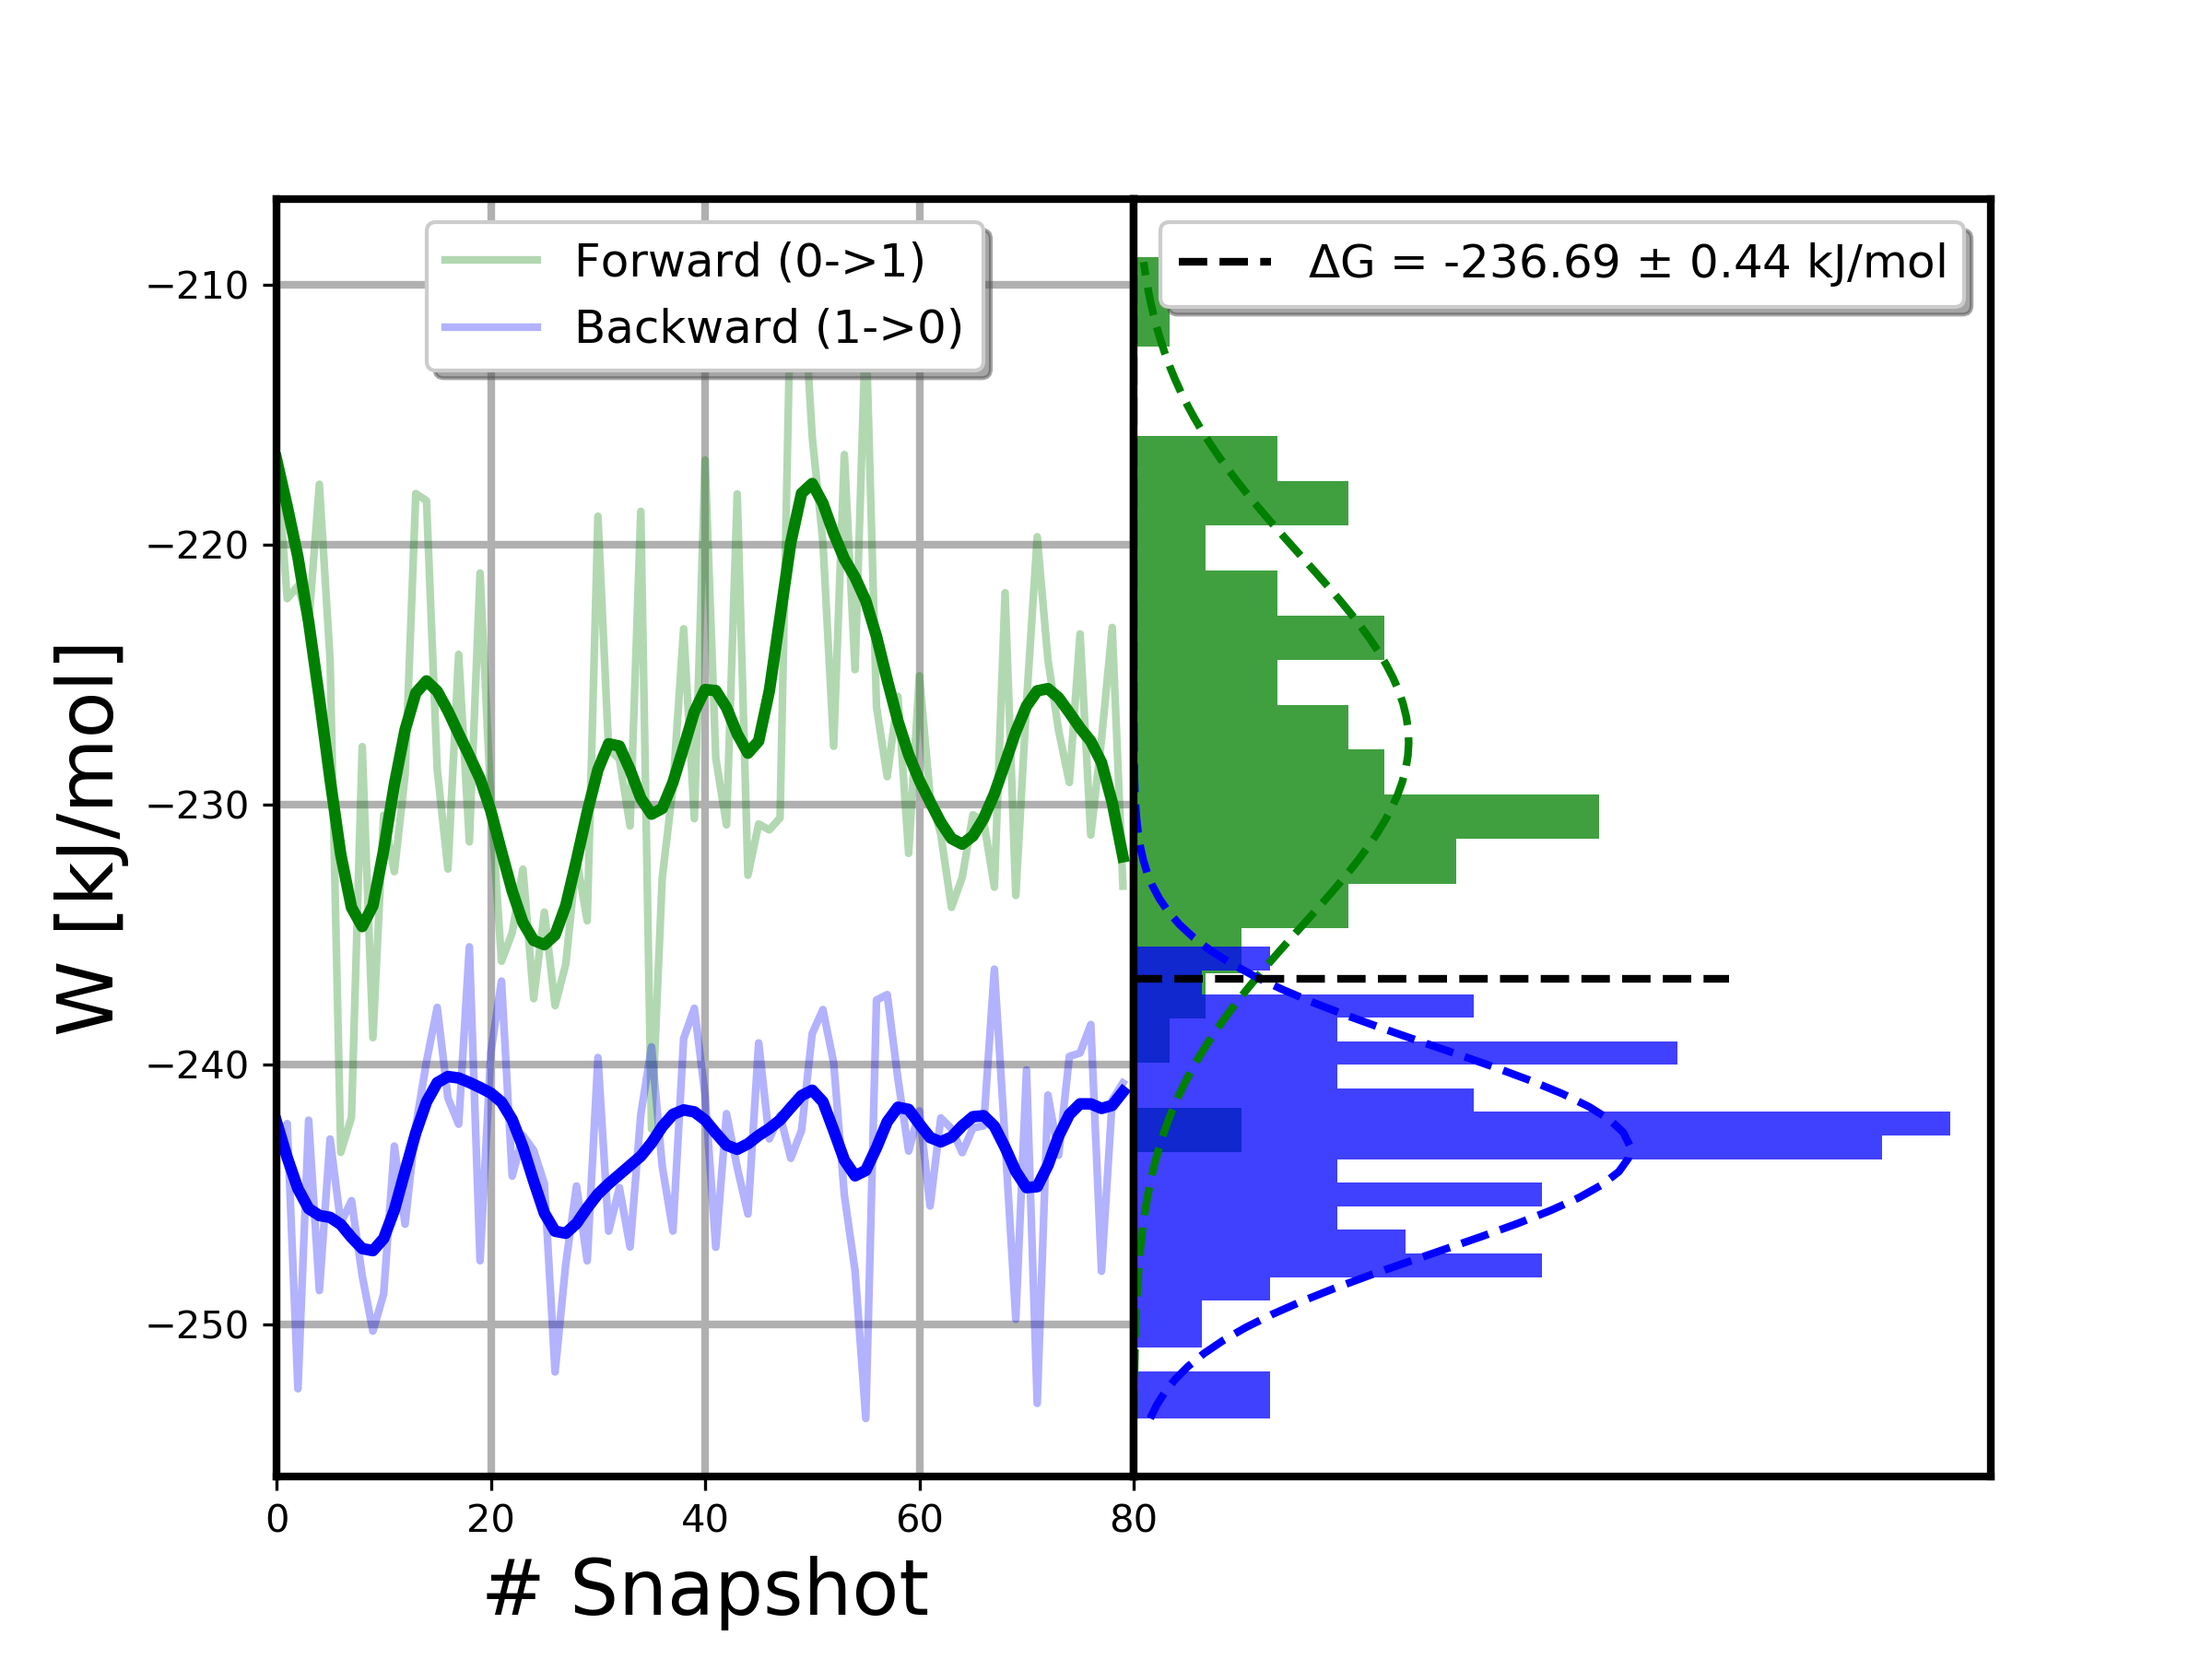 Forward (0->1)
Backward (1->0)
ΔG = -236.69 ± 0.44 kJ/mol
W [kJ/mol]
−210
−220
−230
−240
−250
0
20
40
60
80
# Snapshot